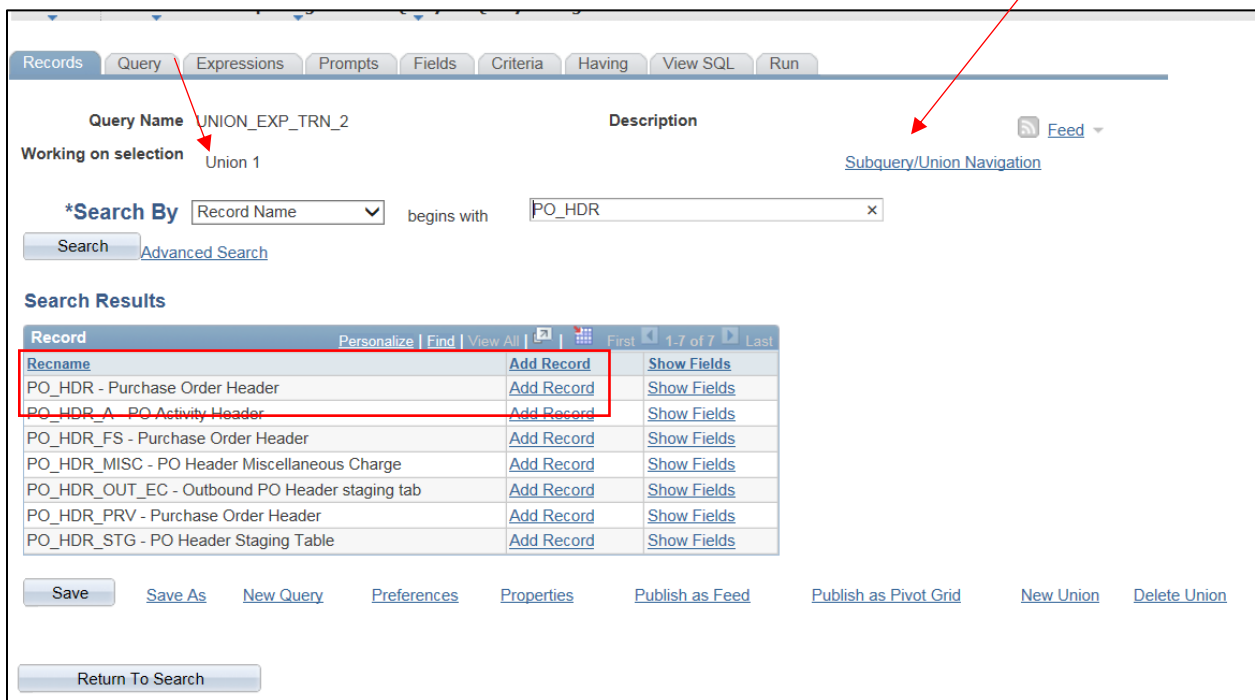 Records Query Expressions Prompts Fields Criteria Having View SQL Run
Query Name UNION_EXP_TRN_2 Description Feed
Working on selection Union 1 Subquery/Union Navigation
*Search By Record Name begins with PO_HDR ×
Search Advanced Search
Search Results
Record Personalize | Find | View All | | First 1-7 of 7 Last
Recname Add Record Show Fields
PO_HDR - Purchase Order Header Add Record Show Fields
PO_HDR_A - PO Activity Header Add Record Show Fields
PO_HDR_FS - Purchase Order Header Add Record Show Fields
PO_HDR_MISC - PO Header Miscellaneous Charge Add Record Show Fields
PO_HDR_OUT_EC - Outbound PO Header staging tab Add Record Show Fields
PO_HDR_PRV - Purchase Order Header Add Record Show Fields
PO_HDR_STG - PO Header Staging Table Add Record Show Fields
Save Save As New Query Preferences Properties Publish as Feed Publish as Pivot Grid New Union Delete Union
Return To Search